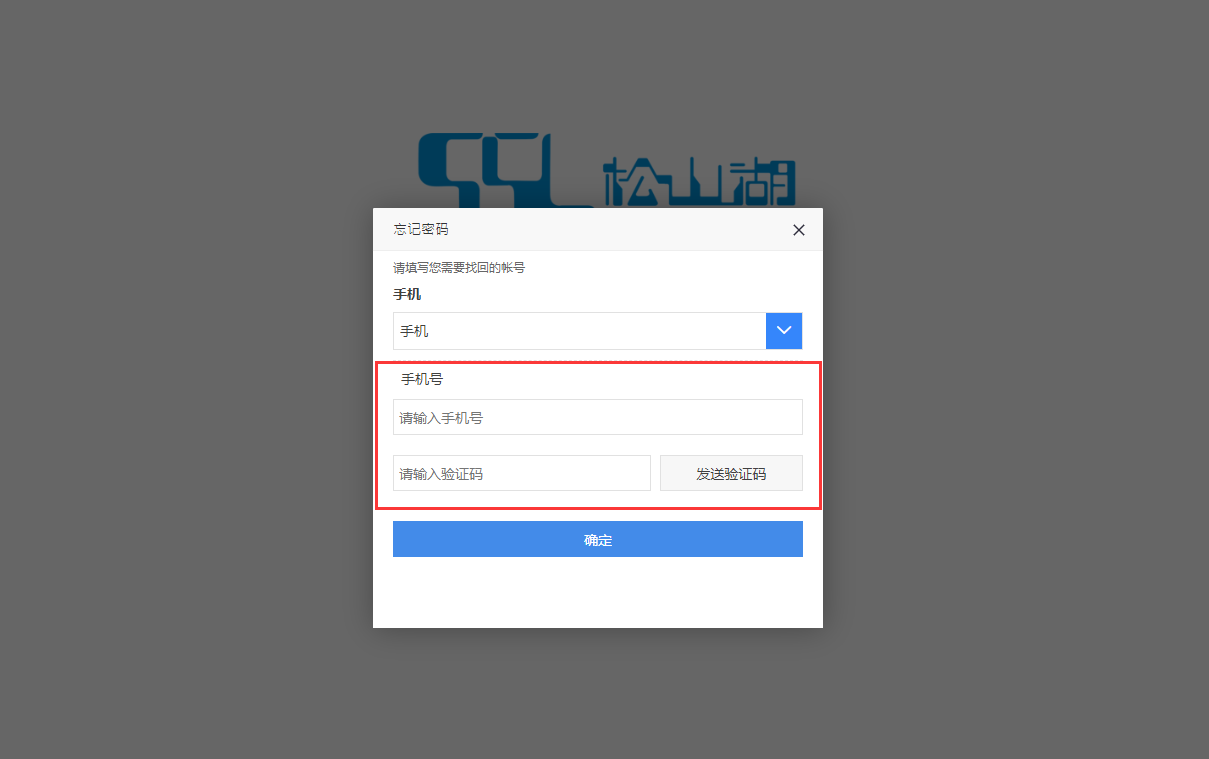 松山湖
忘记密码
请填写您需要找回的帐号
手机
手机
手机号
请输入手机号
请输入验证码 发送验证码
确定